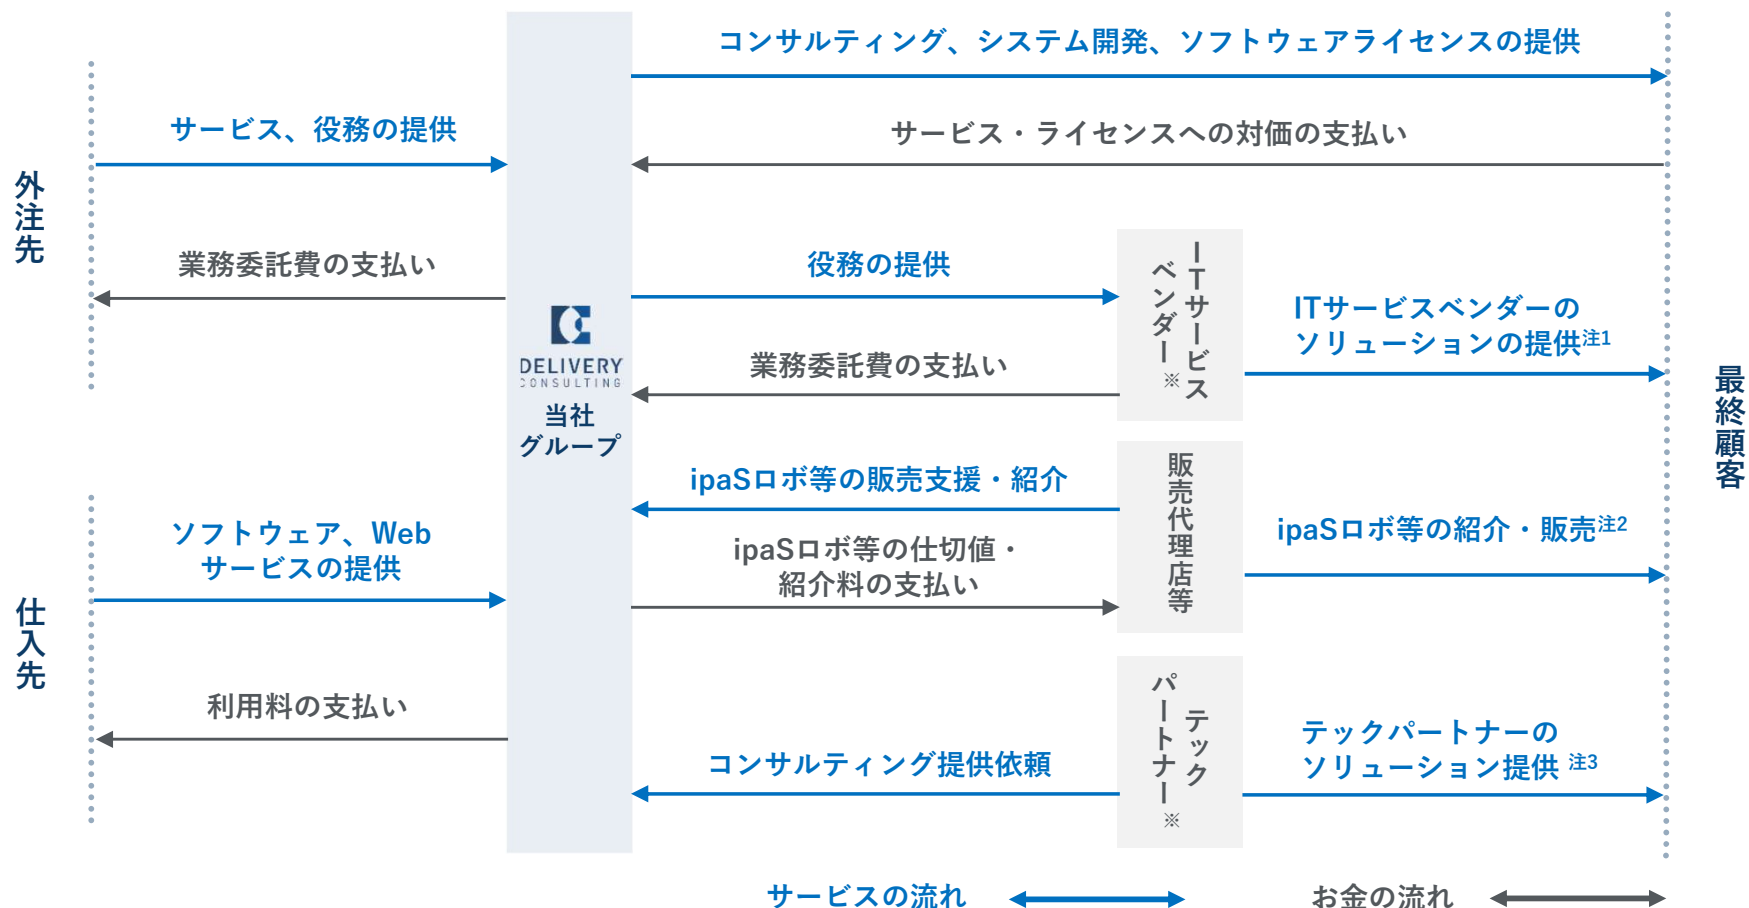 コンサルティング、システム開発、ソフトウェアライセンスの提供
サービス、役務の提供
サービス・ライセンスへの対価の支払い
外注先
業務委託費の支払い
役務の提供
ITサービス
ベンダー※
ITサービスベンダーの
ソリューションの提供注1
業務委託費の支払い
DELIVERY
CONSULTING
当社
グループ
最終顧客
ipaSロボ等の販売支援・紹介
販売代理店等
ソフトウェア、Web
サービスの提供
ipaSロボ等の仕切値・
紹介料の支払い
ipaSロボ等の紹介・販売注2
仕入先
利用料の支払い
コンサルティング提供依頼
テック
パートナー※
テックパートナーの
ソリューション提供 注3
サービスの流れ
お金の流れ